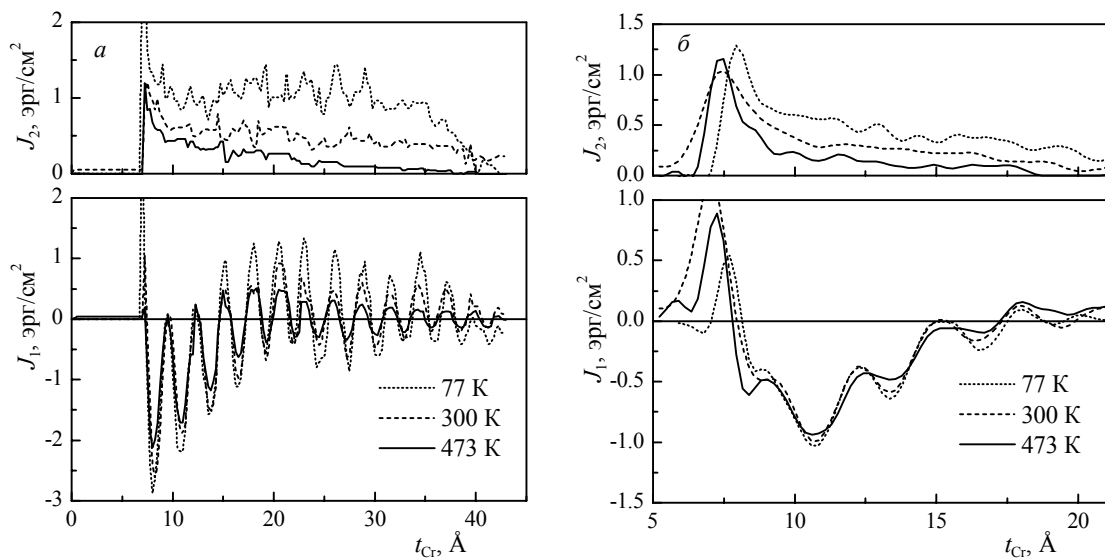 а
J₂, эрг/см²
2
1
0
J₁, эрг/см²
2
1
0
-1
-2
-3
77 К
300 К
473 К
0 10 20 30 40
t_Cr, Å
б
J₂, эрг/см²
1.5
1.0
0.5
0.0
J₁, эрг/см²
1.0
0.5
0.0
-0.5
-1.0
-1.5
77 К
300 К
473 К
5 10 15 20
t_Cr, Å